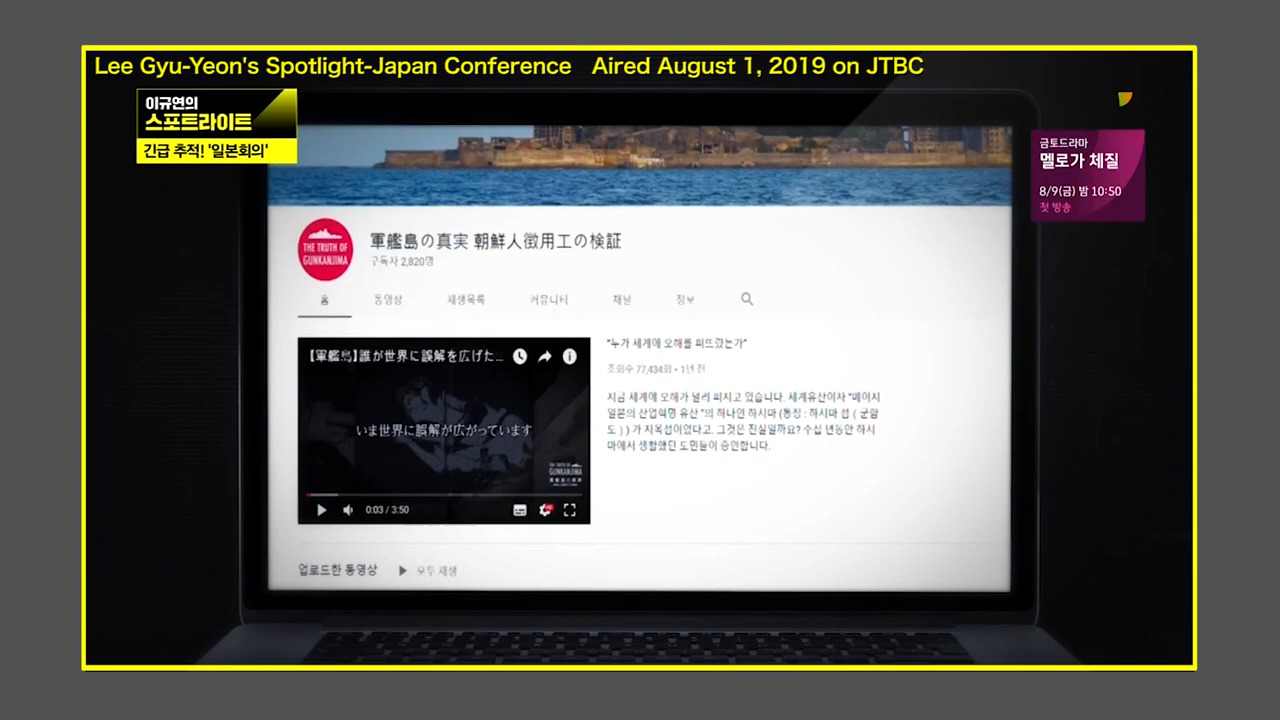 Lee Gyu-Yeon's Spotlight-Japan Conference Aired August 1, 2019 on JTBC
이규연의
스포트라이트
긴급 추적! '일본회의'
금토드라마
멜로가 체질
8/9(금) 밤 10:50
첫 방송
THE TRUTH OF
GUNKANJIMA
軍艦島の真実 朝鮮人徴用工の検証
구독자 2,820명
홈 동영상 재생목록 커뮤니티 채널 정보
【軍艦島】誰が世界に誤解を広げた...
いま世界に誤解が広がっています
THE TRUTH OF
GUNKANJIMA
0:03 / 3:50
"누가 세계에 오해를 퍼뜨렸는가"
조회수 77,434회 • 1년 전
지금 세계에 오해가 널리 퍼지고 있습니다. 세계유산이자 "메이지
일본의 산업혁명 유산 "의 하나인 하시마 (통칭 : 하시마 섬 ( 군함
도 ) ) 가 지옥섬이었다고. 그것은 진실일까요? 수십 년동안 하시
마에서 생활했던 도민들이 증언합니다.
업로드한 동영상 ▶ 모두 재생